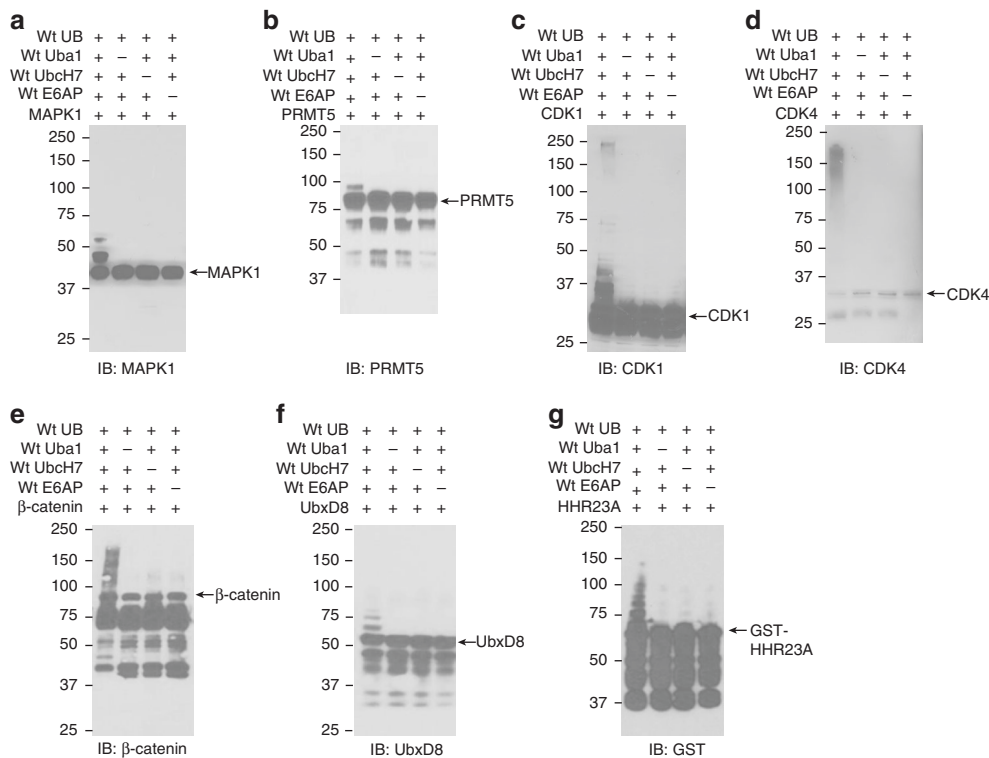 a
Wt UB + + + +
Wt Uba1 + – + +
Wt UbcH7 + + – +
Wt E6AP + + + –
MAPK1 + + + +
250
150
100
75
50
37
25
MAPK1
IB: MAPK1
b
Wt UB + + + +
Wt Uba1 + – + +
Wt UbcH7 + + – +
Wt E6AP + + + –
PRMT5 + + + +
250
150
100
75
50
37
PRMT5
IB: PRMT5
c
Wt UB + + + +
Wt Uba1 + – + +
Wt UbcH7 + + – +
Wt E6AP + + + –
CDK1 + + + +
250
150
100
75
50
37
25
CDK1
IB: CDK1
d
Wt UB + + + +
Wt Uba1 + – + +
Wt UbcH7 + + – +
Wt E6AP + + + –
CDK4 + + + +
250
150
100
75
50
37
25
CDK4
IB: CDK4
e
Wt UB + + + +
Wt Uba1 + – + +
Wt UbcH7 + + – +
Wt E6AP + + + –
β-catenin + + + +
250
150
100
75
50
37
25
β-catenin
IB: β-catenin
f
Wt UB + + + +
Wt Uba1 + – + +
Wt UbcH7 + + – +
Wt E6AP + + + –
UbxD8 + + + +
250
150
100
75
50
37
25
UbxD8
IB: UbxD8
g
Wt UB + + + +
Wt Uba1 + – + +
Wt UbcH7 + + – +
Wt E6AP + + + –
HHR23A + + + +
250
150
100
75
50
37
GST-
HHR23A
IB: GST